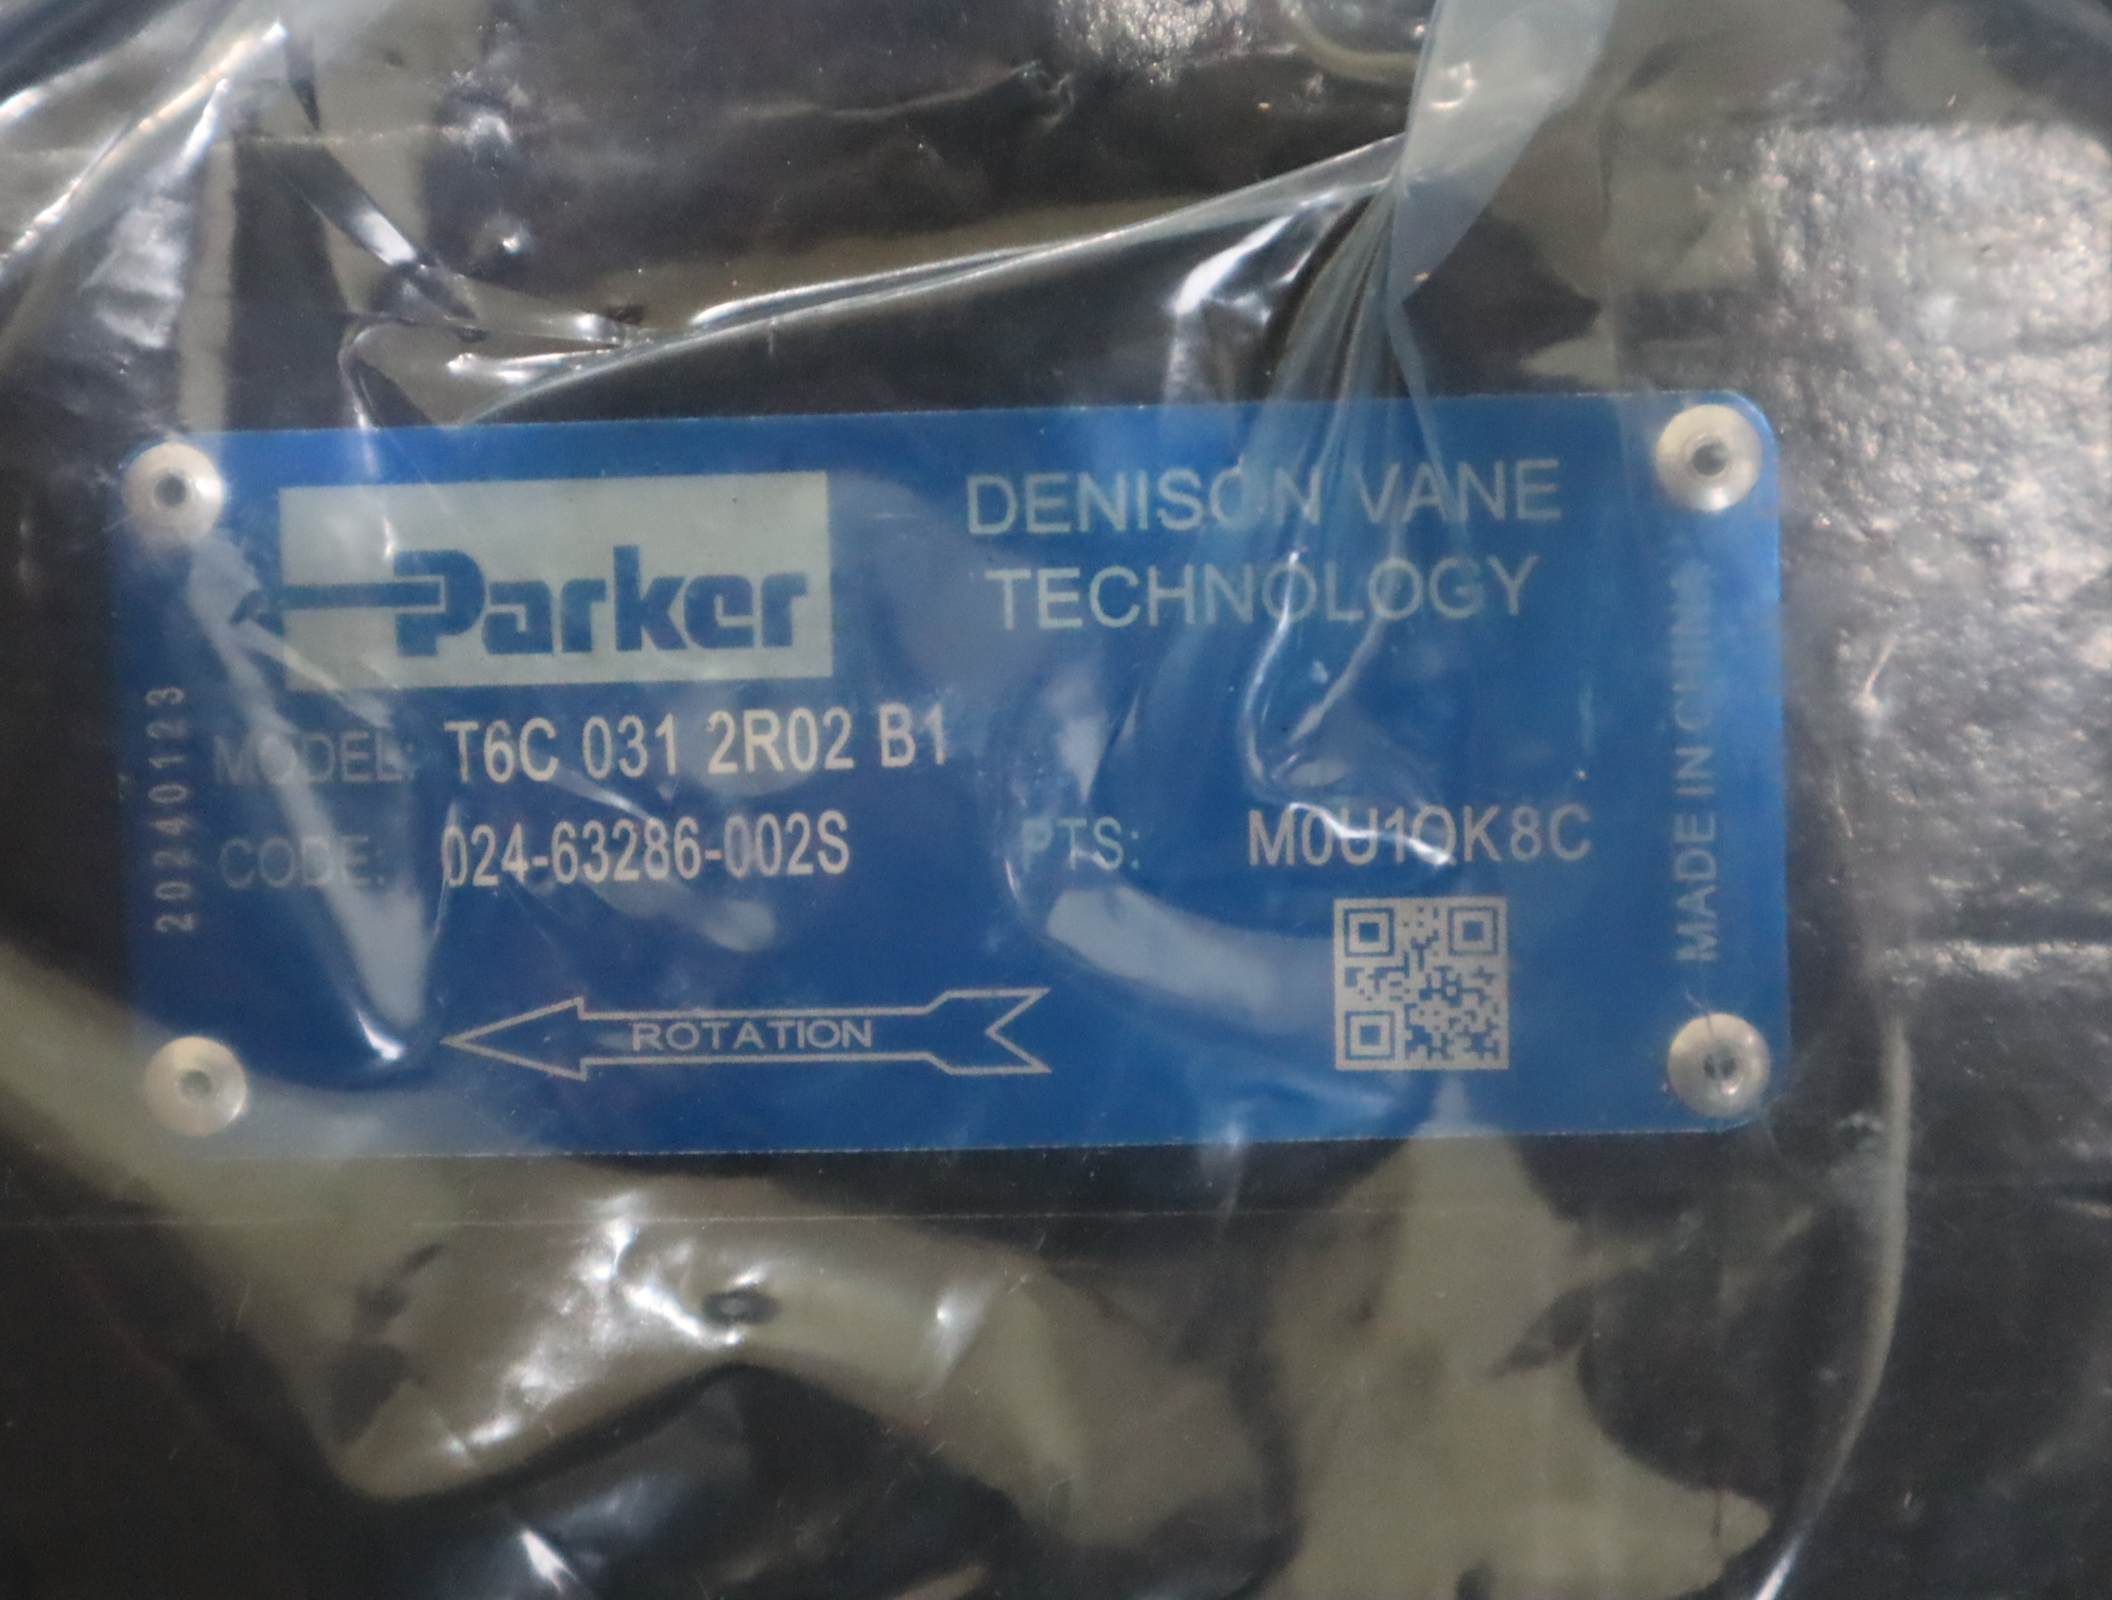 Parker
DENISON VANE
TECHNOLOGY
20240123
MODEL: T6C 031 2R02 B1
CODE: 024-63286-002S
PTS: M0U1QK8C
ROTATION
MADE IN CHINA